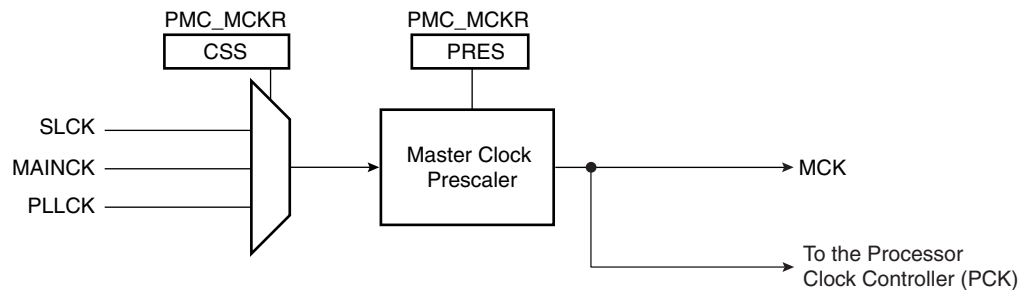 PMC_MCKR
PMC_MCKR
CSS
PRES
SLCK
MAINCK
PLLCK
Master Clock
Prescaler
MCK
To the Processor
Clock Controller (PCK)